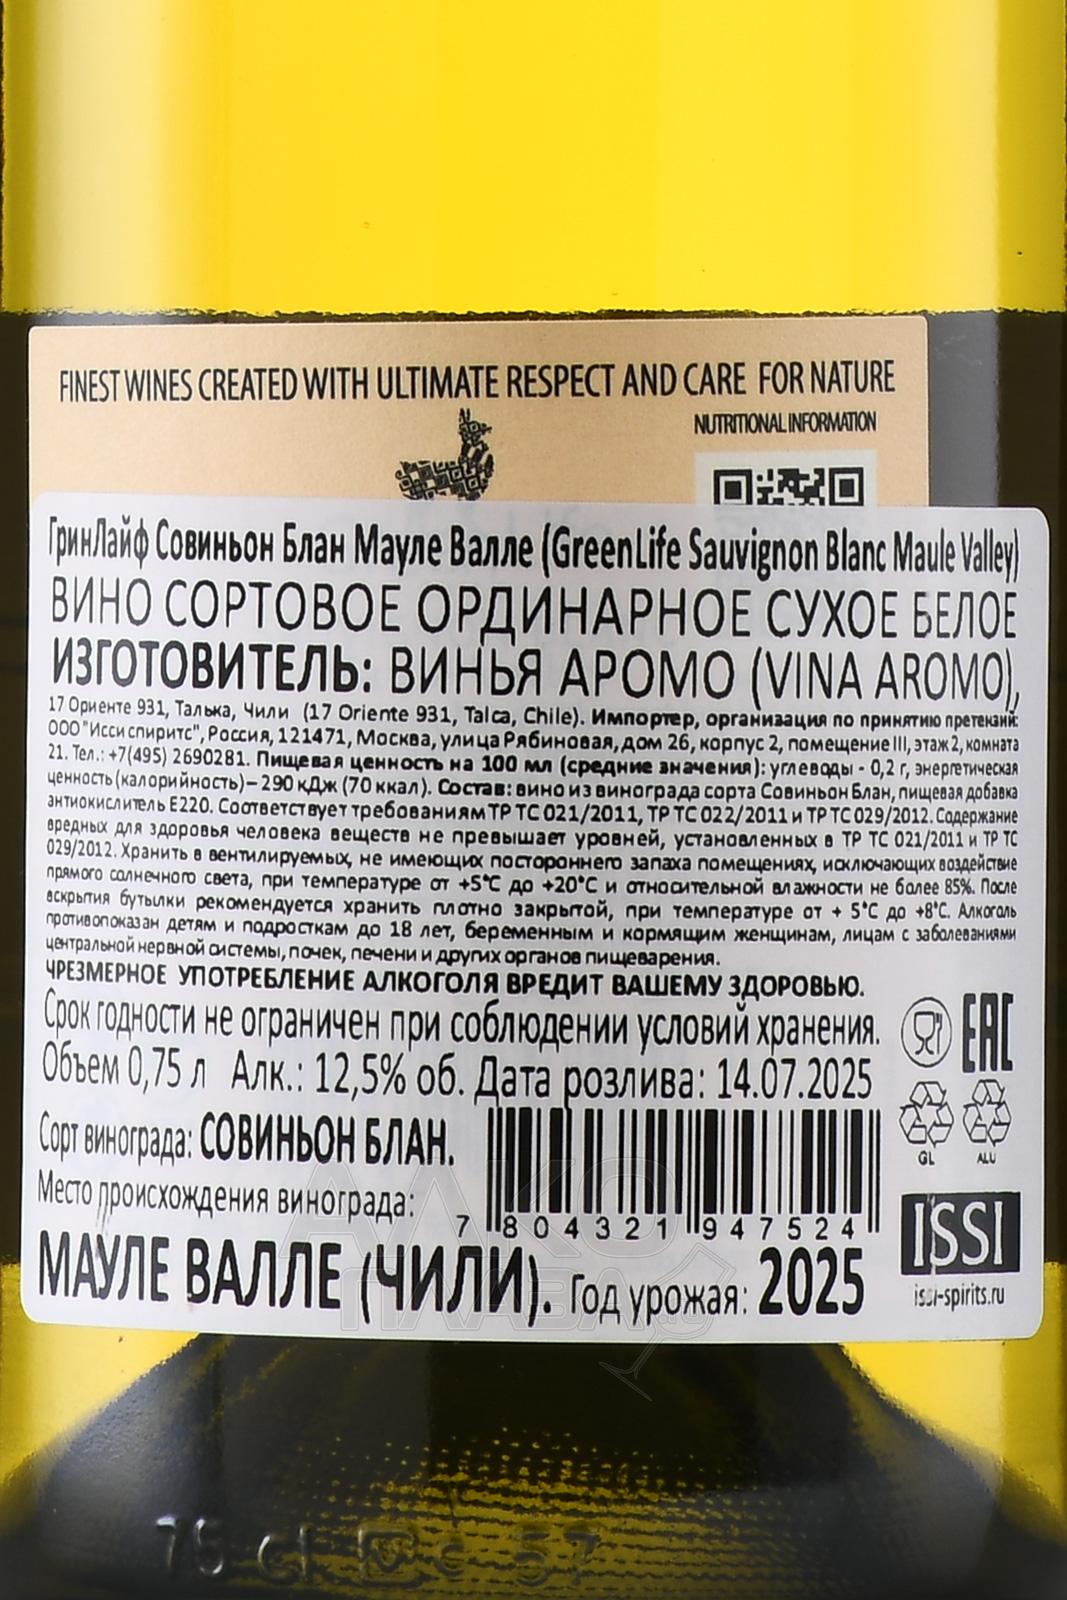 FINEST WINES CREATED WITH ULTIMATE RESPECT AND CARE FOR NATURE
NUTRITIONAL INFORMATION
ГринЛайф Совиньон Блан Мауле Валле (GreenLife Sauvignon Blanc Maule Valley)
ВИНО СОРТОВОЕ ОРДИНАРНОЕ СУХОЕ БЕЛОЕ
ИЗГОТОВИТЕЛЬ: ВИНЬЯ АРОМО (VINA AROMO),
17 Ориенте 931, Талька, Чили (17 Oriente 931, Talca, Chile). Импортер, организация по принятию претензий:
ООО "Исси спиритс", Россия, 121471, Москва, улица Рябиновая, дом 26, корпус 2, помещение III, этаж 2, комната
21. Тел.: +7(495) 2690281. Пищевая ценность на 100 мл (средние значения): углеводы - 0,2 г, энергетическая
ценность (калорийность) – 290 кДж (70 ккал). Состав: вино из винограда сорта Совиньон Блан, пищевая добавка
антиокислитель Е220. Соответствует требованиям ТР ТС 021/2011, ТР ТС 022/2011 и ТР ТС 029/2012. Содержание
вредных для здоровья человека веществ не превышает уровней, установленных в ТР ТС 021/2011 и ТР ТС
029/2012. Хранить в вентилируемых, не имеющих постороннего запаха помещениях, исключающих воздействие
прямого солнечного света, при температуре от +5°С до +20°С и относительной влажности не более 85%. После
вскрытия бутылки рекомендуется хранить плотно закрытой, при температуре от + 5°С до +8°С. Алкоголь
противопоказан детям и подросткам до 18 лет, беременным и кормящим женщинам, лицам с заболеваниями
центральной нервной системы, почек, печени и других органов пищеварения.
ЧРЕЗМЕРНОЕ УПОТРЕБЛЕНИЕ АЛКОГОЛЯ ВРЕДИТ ВАШЕМУ ЗДОРОВЬЮ.
Срок годности не ограничен при соблюдении условий хранения.
Объем 0,75 л Алк.: 12,5% об. Дата розлива: 14.07.2025
EAC
GL ALU
Сорт винограда: СОВИНЬОН БЛАН.
Место происхождения винограда:
7 804321 947524
МАУЛЕ ВАЛЛЕ (ЧИЛИ). Год урожая: 2025
ISSI
issi-spirits.ru
75 cl
57